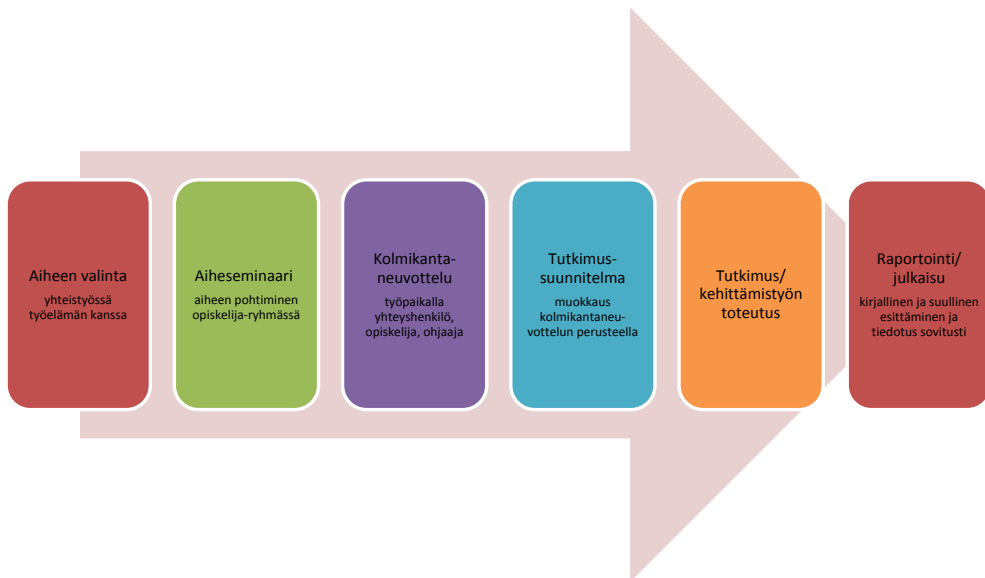 Aiheen valinta
yhteistyössä
työelämän kanssa
Aiheseminaari
aiheen pohtiminen
opiskelija-ryhmässä
Kolmikanta-
neuvottelu
työpaikalla
yhteyshenkilö,
opiskelija, ohjaaja
Tutkimus-
suunnitelma
muokkaus
kolmikantaneu-
vottelun perusteella
Tutkimus/
kehittämistyön
toteutus
Raportointi/
julkaisu
kirjallinen ja suullinen
esittäminen ja
tiedotus sovitusti